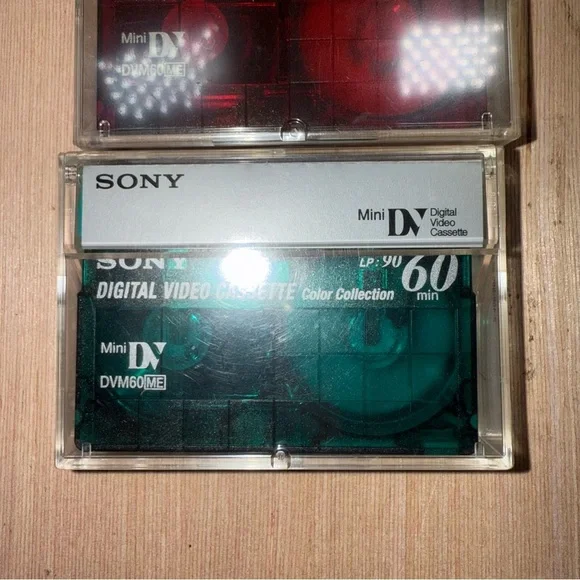 Mini DV
DVM60 ME
SONY
Mini DV Digital Video Cassette
SONY
LP: 90 60 min
DIGITAL VIDEO CASSETTE Color Collection
Mini DV
DVM60 ME